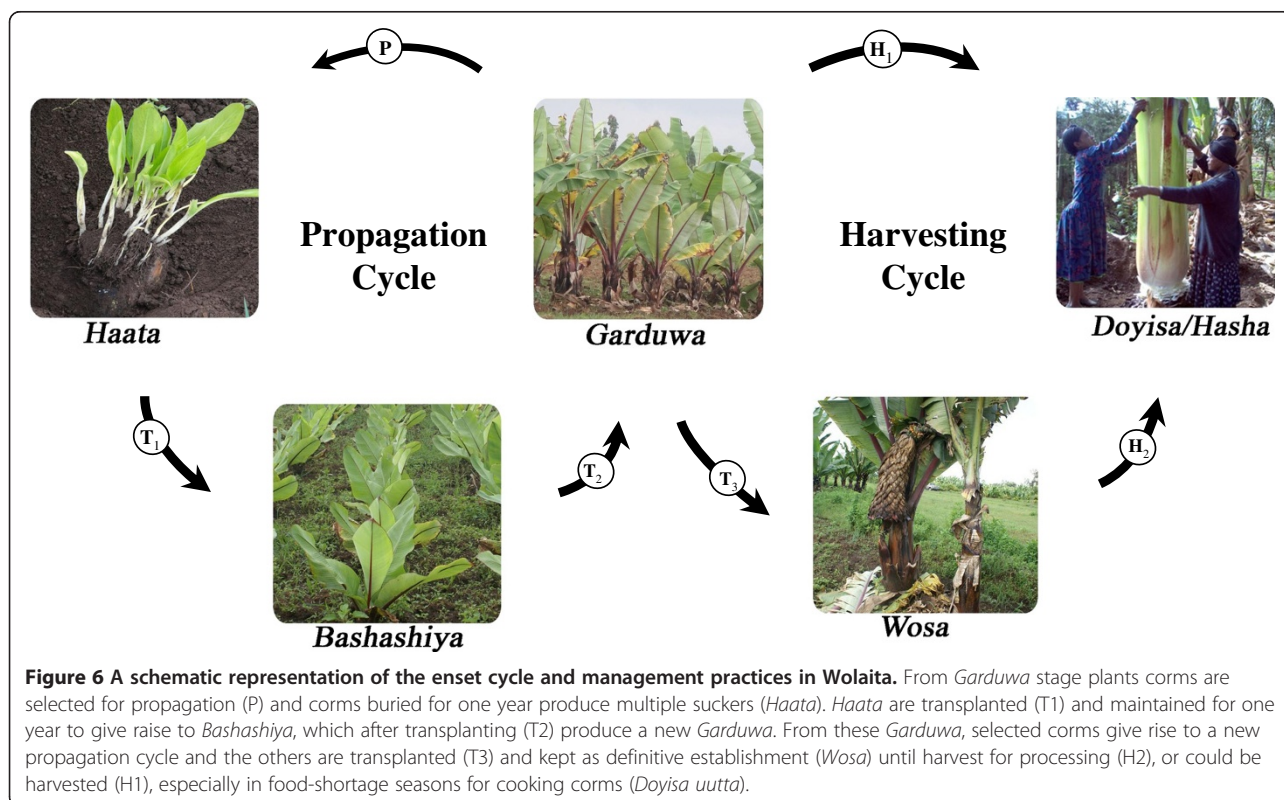 P
H1
Propagation
Cycle
Harvesting
Cycle
Haata
Garduwa
Doyisa/Hasha
T1
T2
T3
H2
Bashashiya
Wosa
Figure 6 A schematic representation of the enset cycle and management practices in Wolaita. From Garduwa stage plants corms are
selected for propagation (P) and corms buried for one year produce multiple suckers (Haata). Haata are transplanted (T1) and maintained for one
year to give raise to Bashashiya, which after transplanting (T2) produce a new Garduwa. From these Garduwa, selected corms give rise to a new
propagation cycle and the others are transplanted (T3) and kept as definitive establishment (Wosa) until harvest for processing (H2), or could be
harvested (H1), especially in food-shortage seasons for cooking corms (Doyisa uutta).